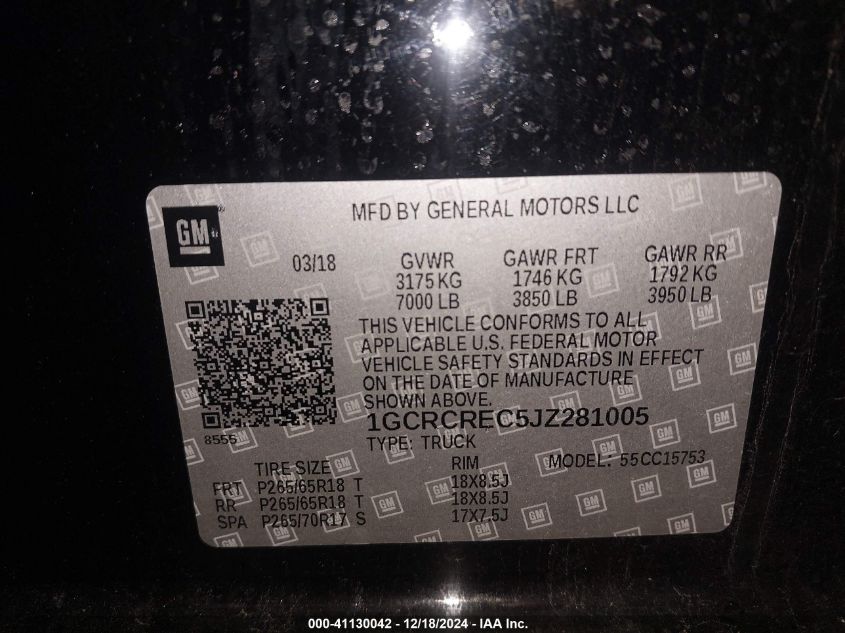 GM
MFD BY GENERAL MOTORS LLC
03/18 GVWR GAWR FRT GAWR RR
3175 KG 1746 KG 1792 KG
7000 LB 3850 LB 3950 LB
THIS VEHICLE CONFORMS TO ALL
APPLICABLE U.S. FEDERAL MOTOR
VEHICLE SAFETY STANDARDS IN EFFECT
ON THE DATE OF MANUFACTURE
SHOWN ABOVE.
1GCRCREC5JZ281005
8555
TYPE: TRUCK MODEL: 55CC15753
TIRE SIZE RIM
FRT P265/65R18 T 18X8.5J
RR P265/65R18 T 18X8.5J
SPA P265/70R17 S 17X7.5J
000-41130042 - 12/18/2024 - IAA Inc.